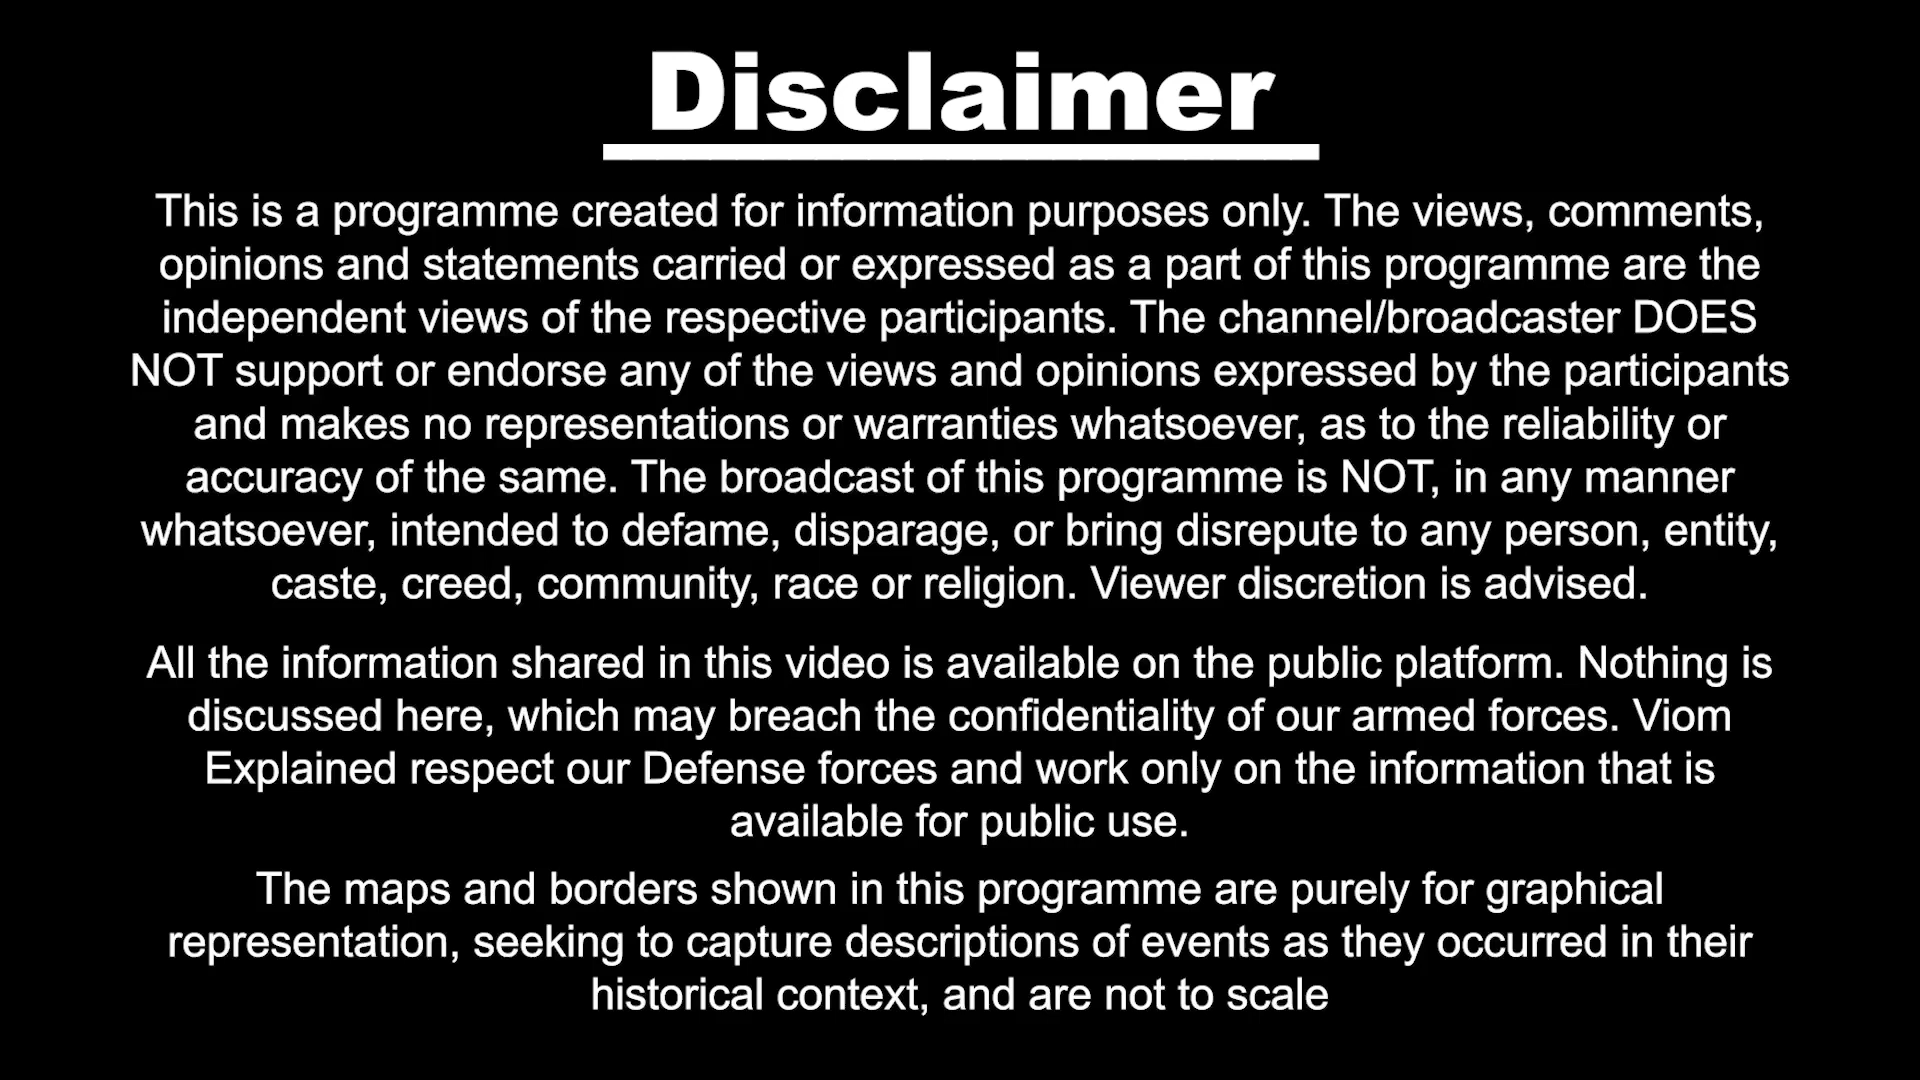 Disclaimer
This is a programme created for information purposes only. The views, comments,
opinions and statements carried or expressed as a part of this programme are the
independent views of the respective participants. The channel/broadcaster DOES
NOT support or endorse any of the views and opinions expressed by the participants
and makes no representations or warranties whatsoever, as to the reliability or
accuracy of the same. The broadcast of this programme is NOT, in any manner
whatsoever, intended to defame, disparage, or bring disrepute to any person, entity,
caste, creed, community, race or religion. Viewer discretion is advised.
All the information shared in this video is available on the public platform. Nothing is
discussed here, which may breach the confidentiality of our armed forces. Viom
Explained respect our Defense forces and work only on the information that is
available for public use.
The maps and borders shown in this programme are purely for graphical
representation, seeking to capture descriptions of events as they occurred in their
historical context, and are not to scale